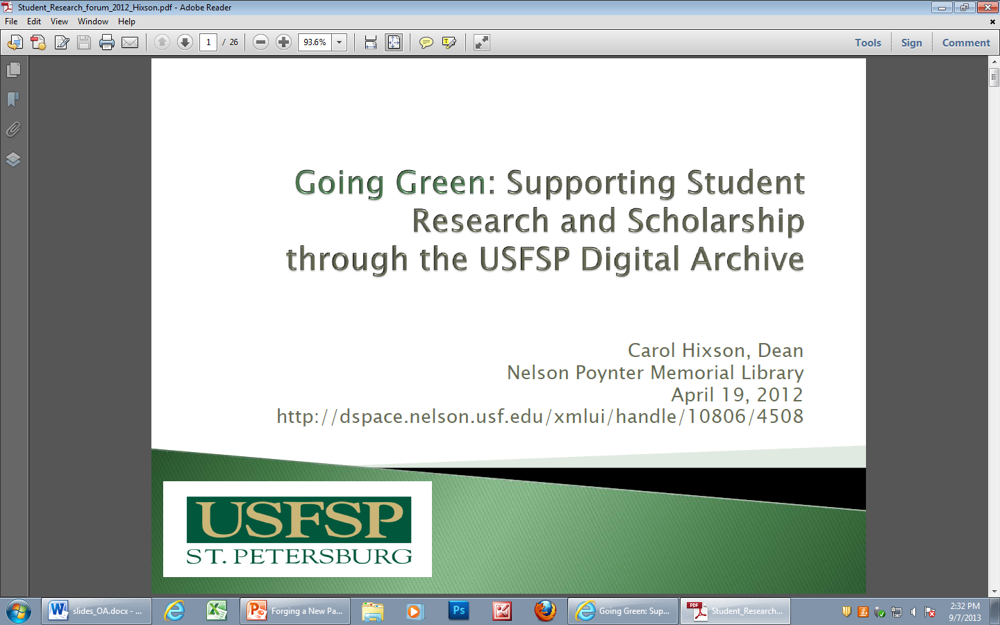 Student_Research_forum_2012_Hixson.pdf - Adobe Reader
File Edit View Window Help
1 / 26 93.6% Tools Sign Comment
Going Green: Supporting Student
Research and Scholarship
through the USFSP Digital Archive
Carol Hixson, Dean
Nelson Poynter Memorial Library
April 19, 2012
http://dspace.nelson.usf.edu/xmlui/handle/10806/4508
USFSP
ST. PETERSBURG
slides_OA.docx - ... Forging a New Pa... Ps Going Green: Sup... PDF Student_Research... 2:32 PM
9/7/2013